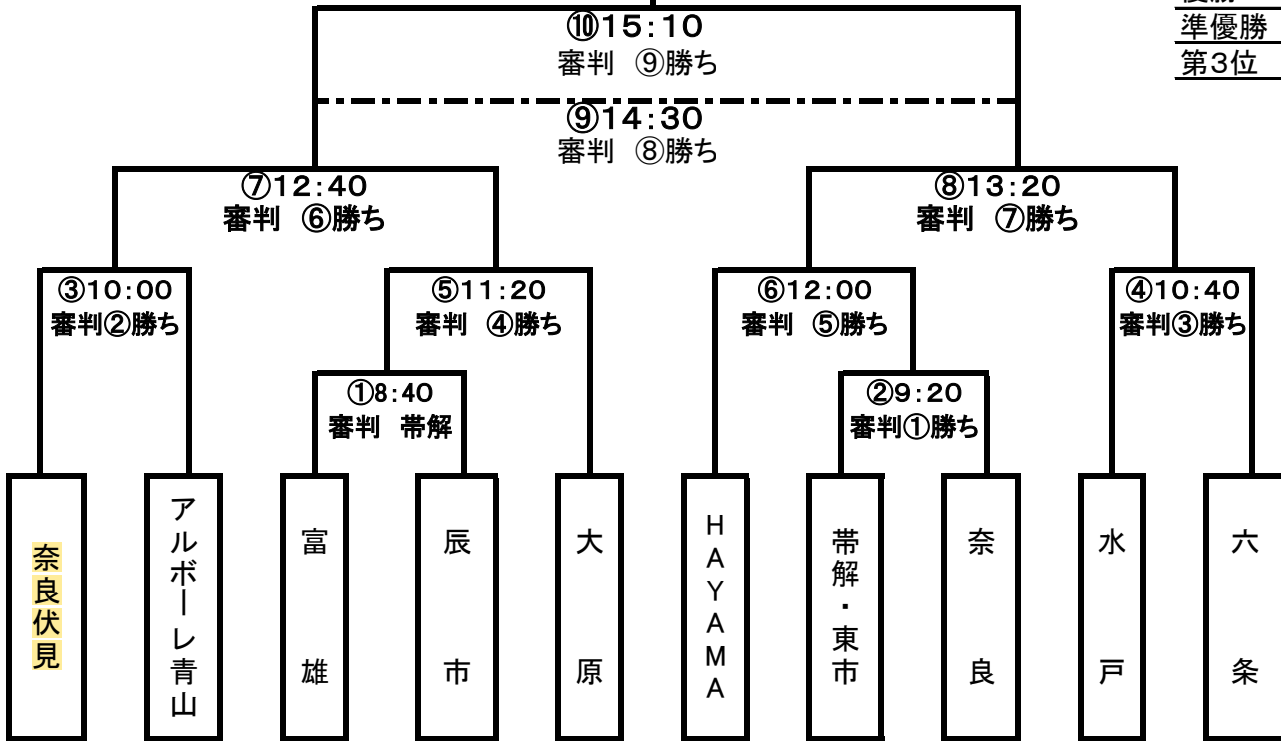 優勝
準優勝
第3位
⑩15:10
審判 ⑨勝ち
⑨14:30
審判 ⑧勝ち
⑦12:40
審判 ⑥勝ち
⑧13:20
審判 ⑦勝ち
③10:00
審判②勝ち
⑤11:20
審判 ④勝ち
⑥12:00
審判 ⑤勝ち
④10:40
審判③勝ち
①8:40
審判 帯解
②9:20
審判①勝ち
奈良伏見
アルボーレ青山
富雄
辰市
大原
HAYAMA
帯解・東市
奈良
水戸
六条